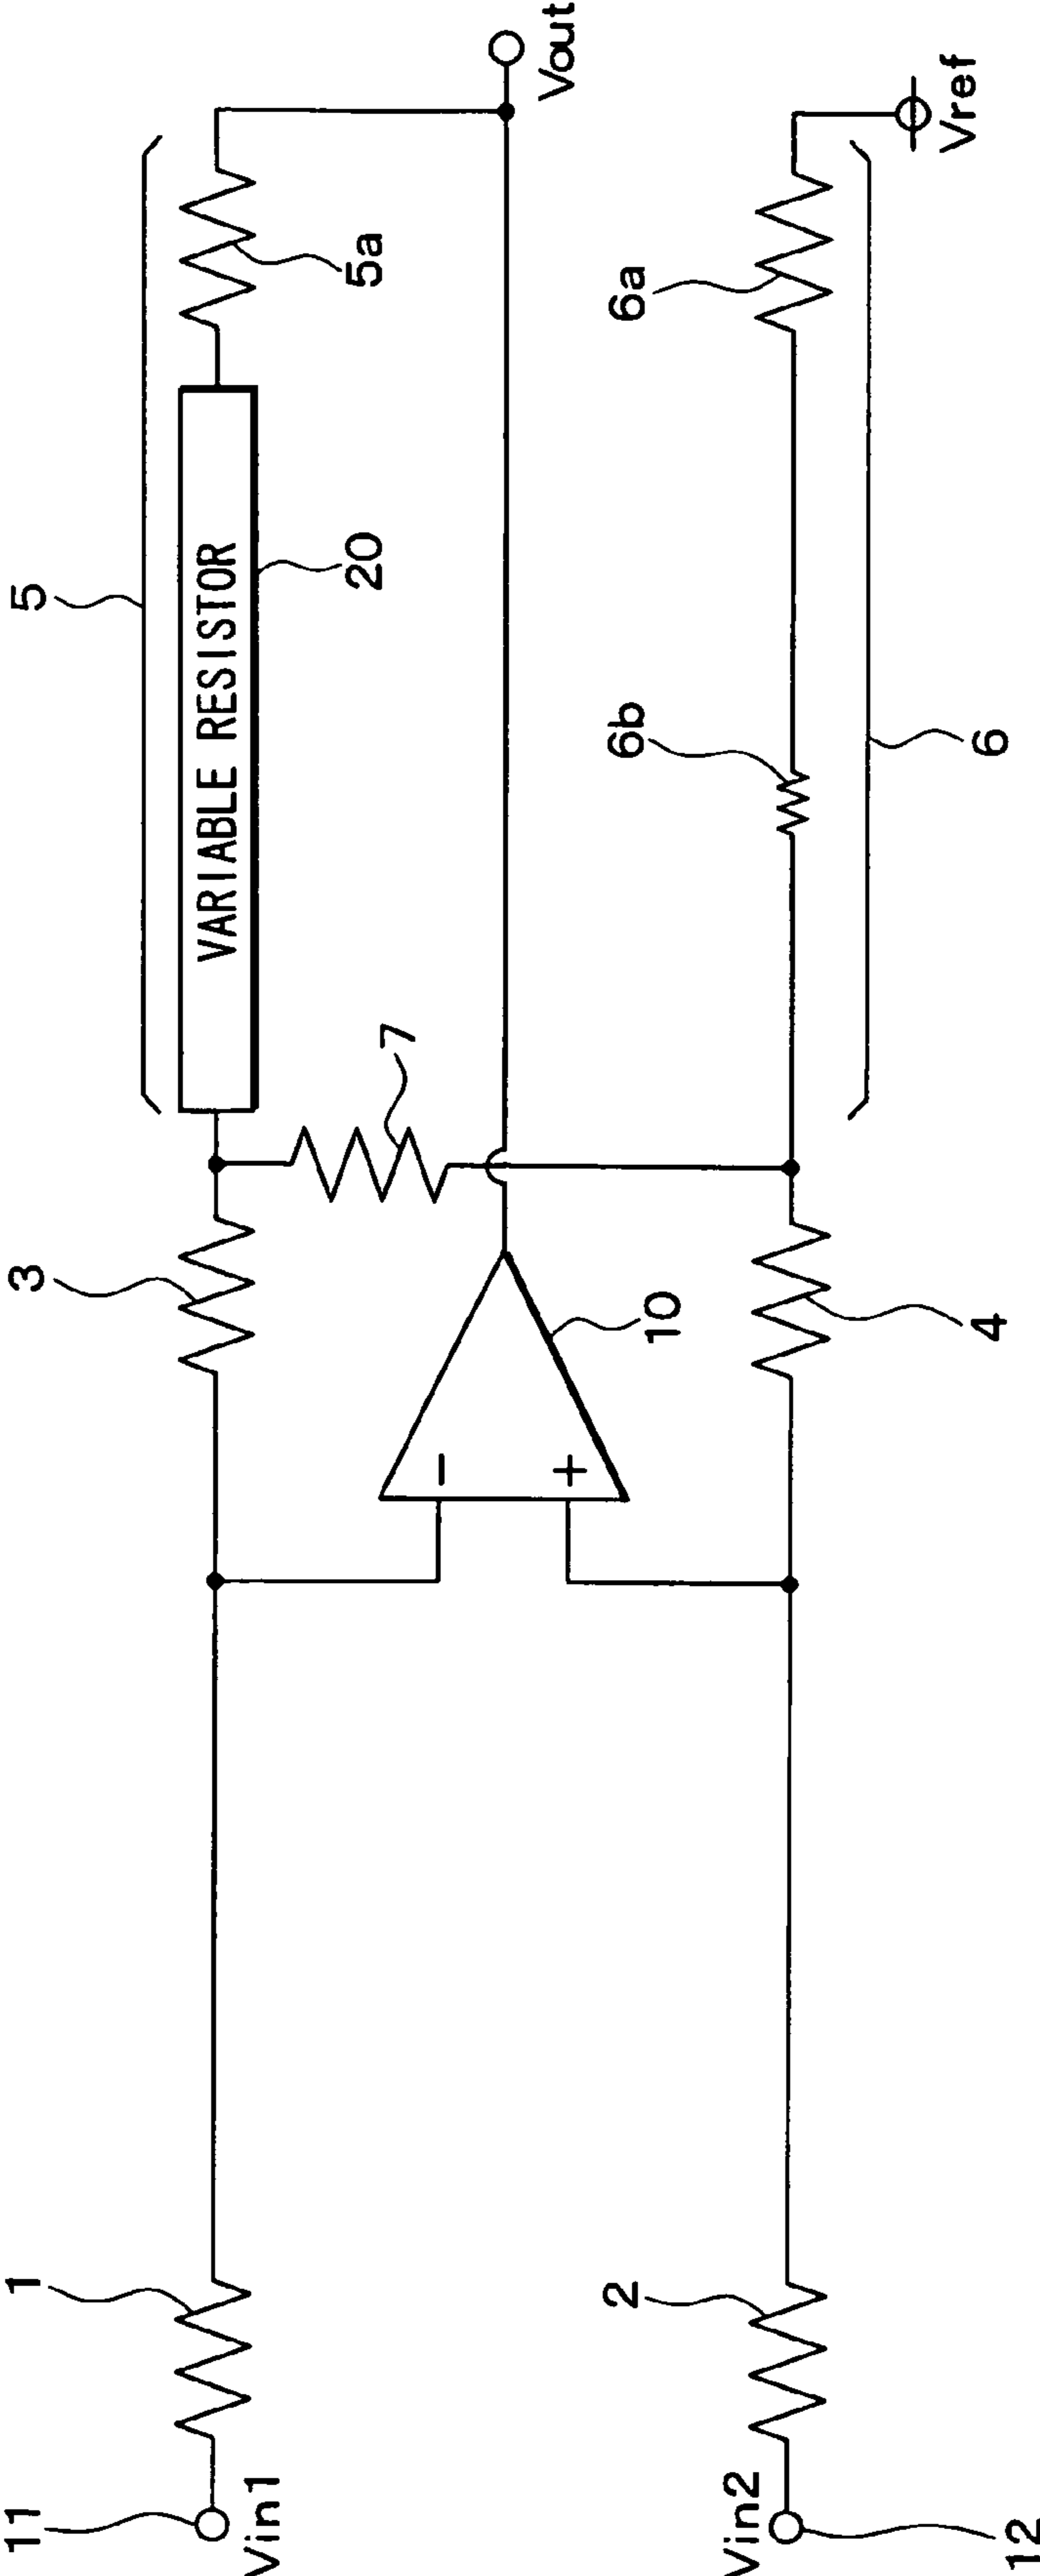 5
3
1
11
VARIABLE RESISTOR
5a
20
7
Vin1
Vout
10
−
+
6a
6b
2
Vin2
Vref
6
4
12